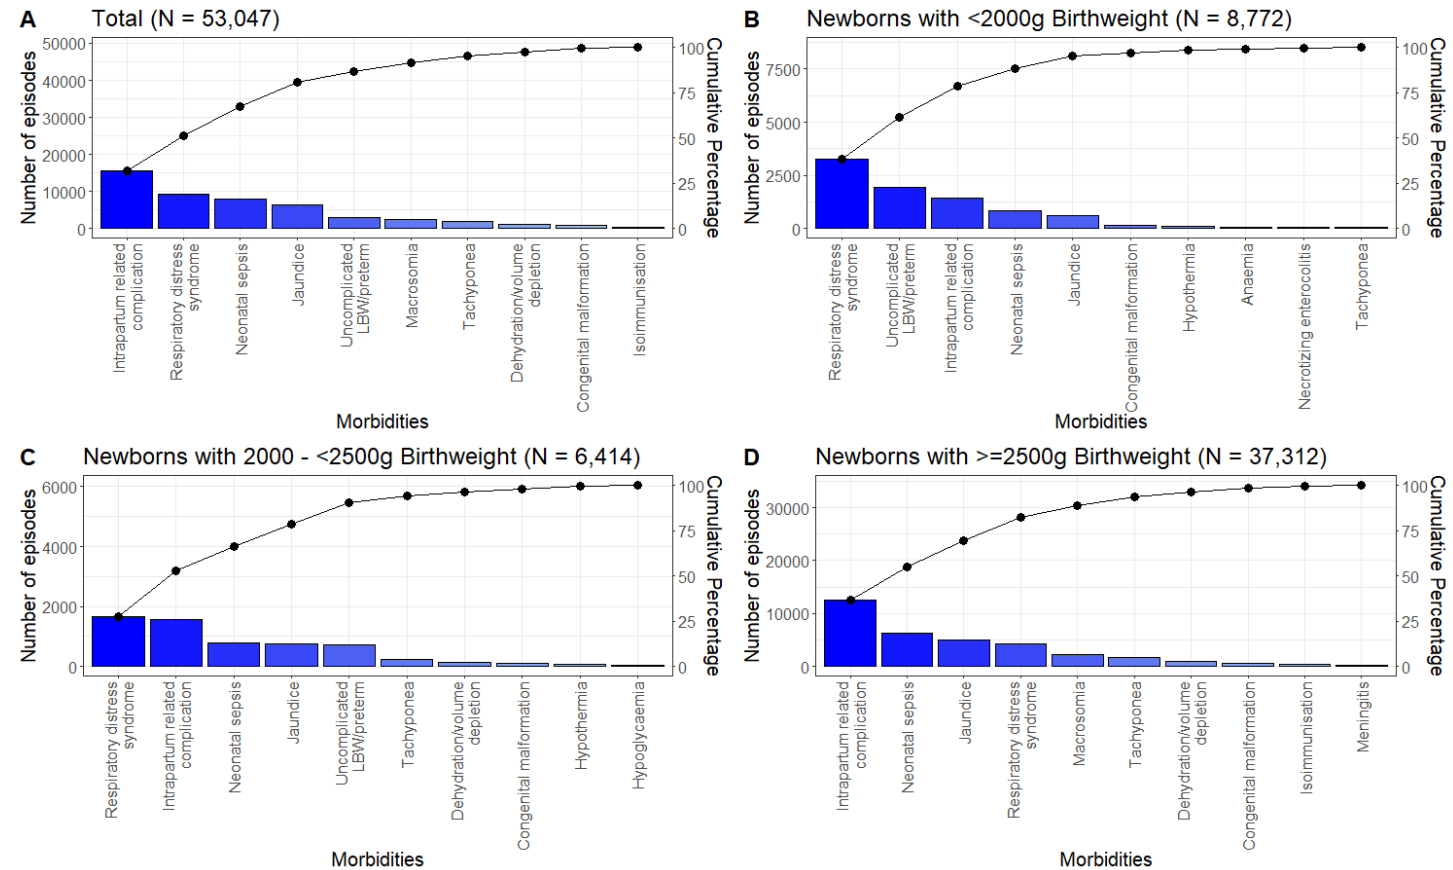 A
Total (N = 53,047)
Number of episodes
50000
40000
30000
20000
10000
0
Cumulative Percentage
100
75
50
25
0
Intrapartum related
complication
Respiratory distress
syndrome
Neonatal sepsis
Jaundice
Uncomplicated
LBW/preterm
Macrosomia
Tachyponea
Dehydration/volume
depletion
Congenital malformation
Isoimmunisation
Morbidities
B
Newborns with <2000g Birthweight (N = 8,772)
Number of episodes
7500
5000
2500
0
Cumulative Percentage
100
75
50
25
0
Respiratory distress
syndrome
Uncomplicated
LBW/preterm
Intrapartum related
complication
Neonatal sepsis
Jaundice
Congenital malformation
Hypothermia
Anaemia
Necrotizing enterocolitis
Tachyponea
Morbidities
C
Newborns with 2000 - <2500g Birthweight (N = 6,414)
Number of episodes
6000
4000
2000
0
Cumulative Percentage
100
75
50
25
0
Respiratory distress
syndrome
Intrapartum related
complication
Neonatal sepsis
Jaundice
Uncomplicated
LBW/preterm
Tachyponea
Dehydration/volume
depletion
Congenital malformation
Hypothermia
Hypoglycaemia
Morbidities
D
Newborns with >=2500g Birthweight (N = 37,312)
Number of episodes
30000
20000
10000
0
Cumulative Percentage
100
75
50
25
0
Intrapartum related
complication
Neonatal sepsis
Jaundice
Respiratory distress
syndrome
Macrosomia
Tachyponea
Dehydration/volume
depletion
Congenital malformation
Isoimmunisation
Meningitis
Morbidities